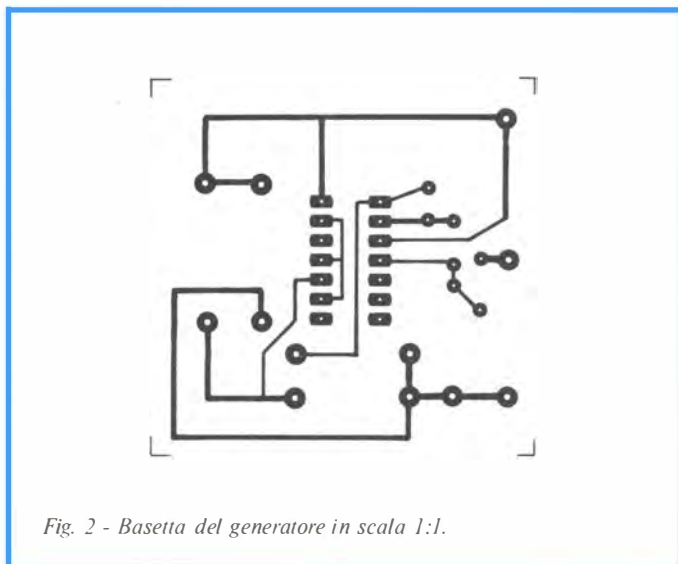 Fig. 2 - Basetta del generatore in scala 1:1.